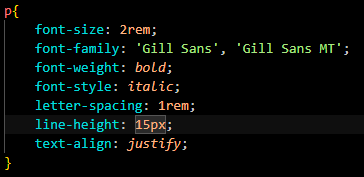 p{
font-size: 2rem;
font-family: 'Gill Sans', 'Gill Sans MT';
font-weight: bold;
font-style: italic;
letter-spacing: 1rem;
line-height: 15px;
text-align: justify;
}